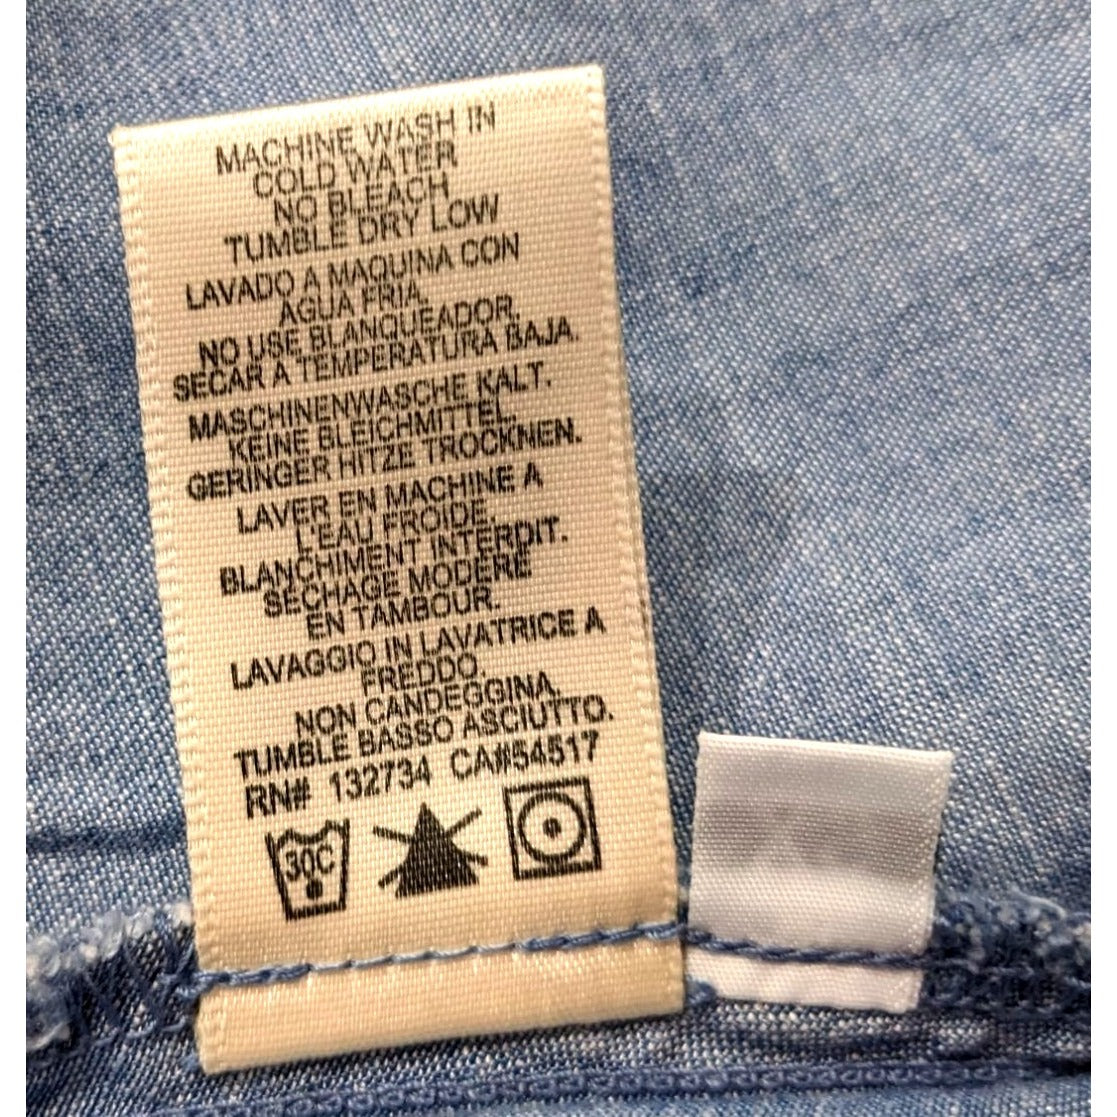 MACHINE WASH IN
COLD WATER
NO BLEACH
TUMBLE DRY LOW
LAVADO A MAQUINA CON
AGUA FRIA.
NO USE BLANQUEADOR
SECAR A TEMPERATURA BAJA.
MASCHINENWASCHE KALT.
KEINE BLEICHMITTEL.
GERINGER HITZE TROCKNEN.
LAVER EN MACHINE A
L'EAU FROIDE.
BLANCHIMENT INTERDIT.
SECHAGE MODERE
EN TAMBOUR.
LAVAGGIO IN LAVATRICE A
FREDDO.
NON CANDEGGINA.
TUMBLE BASSO ASCIUTTO.
RN# 132734 CA#54517
30C